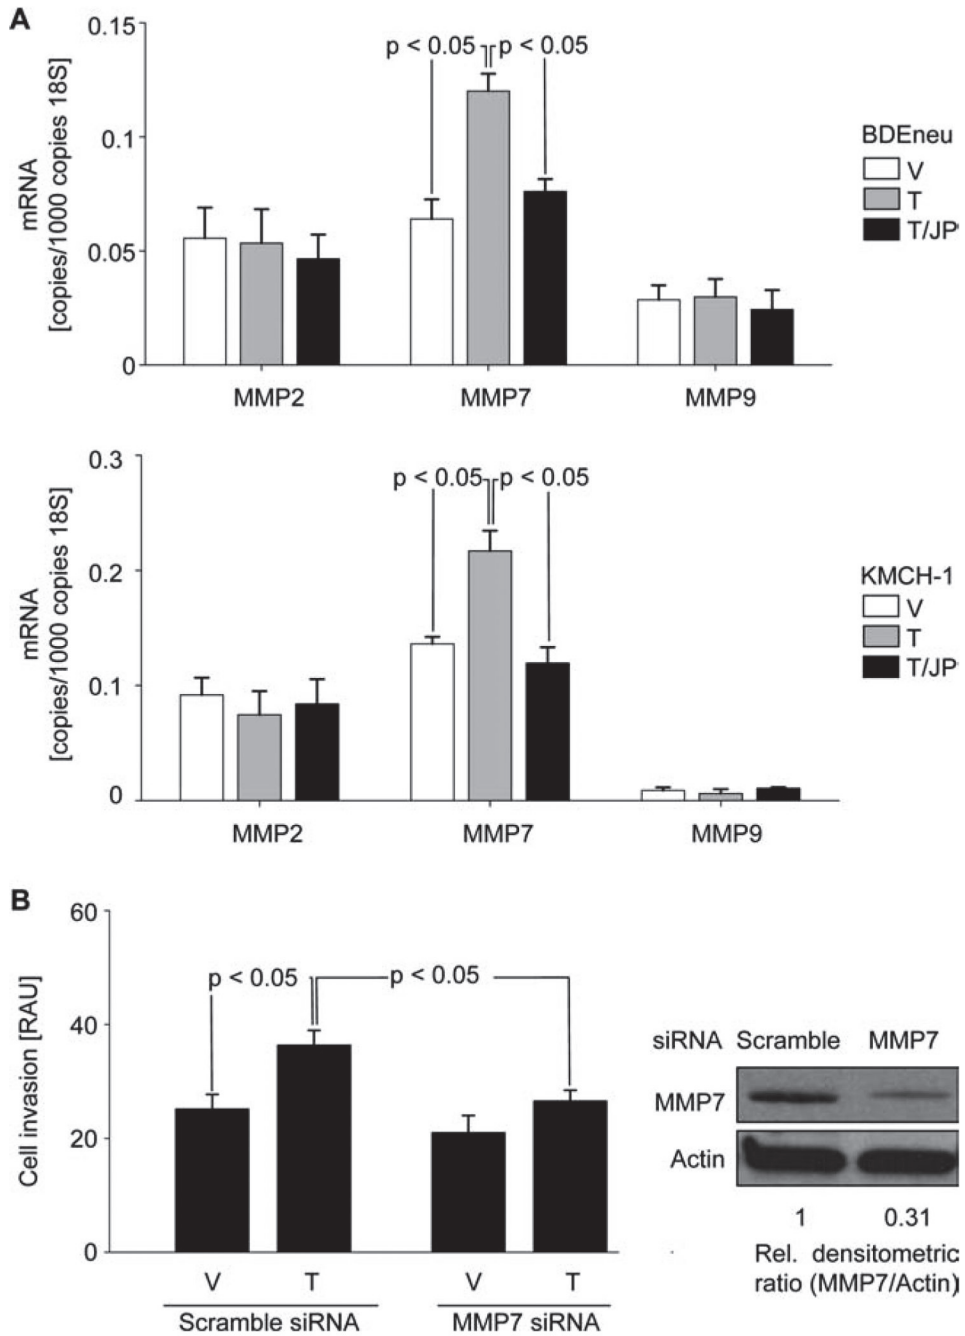 A
0.15
p < 0.05 p < 0.05
0.1
0.05
0
mRNA
[copies/1000 copies 18S]
MMP2 MMP7 MMP9
BDEneu
V
T
T/JP
0.3
p < 0.05 p < 0.05
0.2
0.1
0
mRNA
[copies/1000 copies 18S]
MMP2 MMP7 MMP9
KMCH-1
V
T
T/JP
B
60
p < 0.05 p < 0.05
40
20
0
Cell invasion [RAU]
V T V T
Scramble siRNA MMP7 siRNA
siRNA Scramble MMP7
MMP7
Actin
1 0.31
Rel. densitometric
ratio (MMP7/Actin)